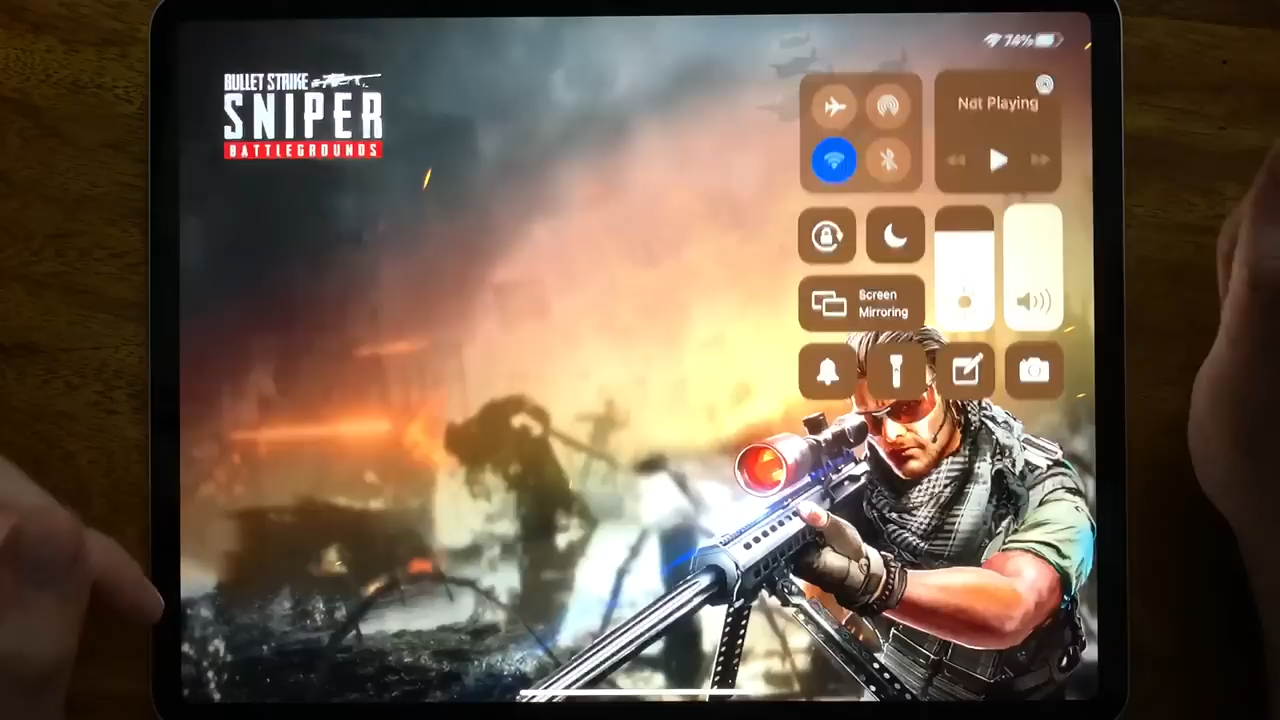 BULLET STRIKE
SNIPER
BATTLEGROUNDS
74%
Not Playing
Screen
Mirroring